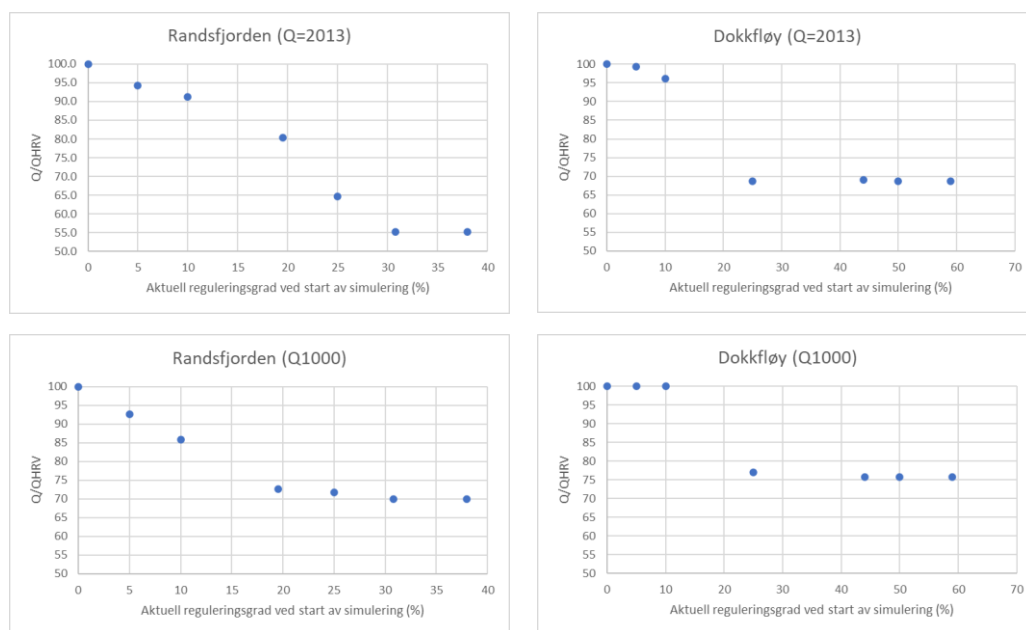 Randsfjorden (Q=2013)
100.0
95.0
90.0
85.0
80.0
75.0
70.0
65.0
60.0
55.0
50.0
Q/QHRV
0 5 10 15 20 25 30 35 40
Aktuell reguleringsgrad ved start av simulering (%)
Dokkfløy (Q=2013)
100
95
90
85
80
75
70
65
60
55
50
Q/QHRV
0 10 20 30 40 50 60 70
Aktuell reguleringsgrad ved start av simulering (%)
Randsfjorden (Q1000)
100
95
90
85
80
75
70
65
60
55
50
Q/QHRV
0 5 10 15 20 25 30 35 40
Aktuell reguleringsgrad ved start av simulering (%)
Dokkfløy (Q1000)
100
95
90
85
80
75
70
65
60
55
50
Q/QHRV
0 10 20 30 40 50 60 70
Aktuell reguleringsgrad ved start av simulering (%)